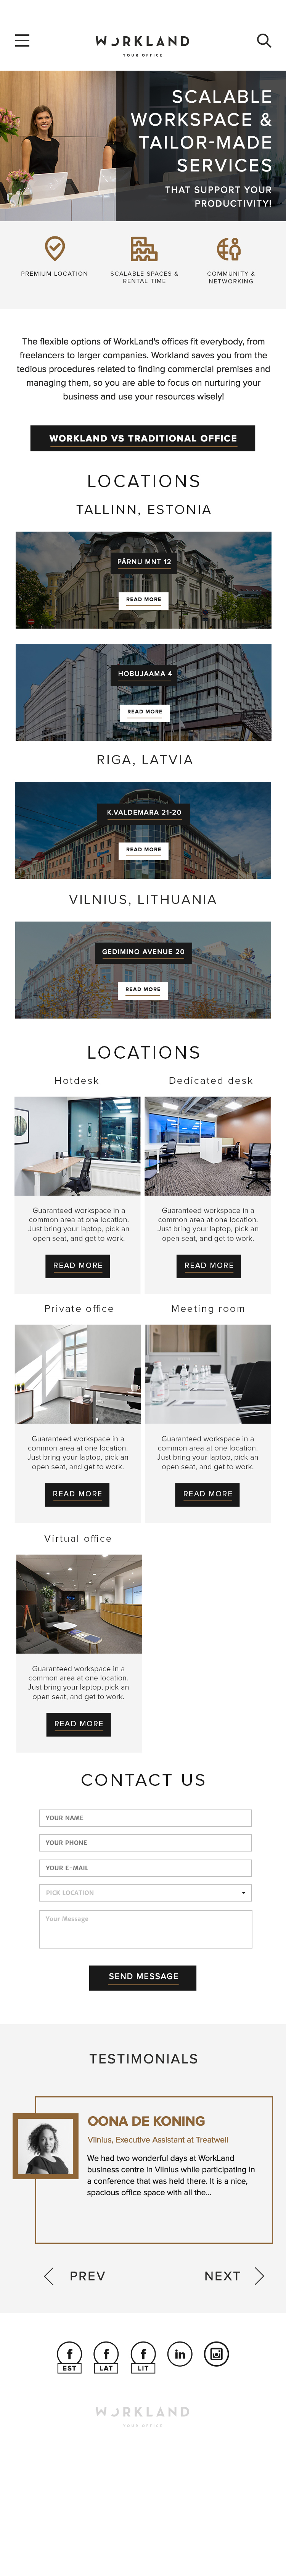 WORKLAND
YOUR OFFICE
SCALABLE
WORKSPACE &
TAILOR-MADE
SERVICES
THAT SUPPORT YOUR
PRODUCTIVITY!
PREMIUM LOCATION
SCALABLE SPACES &
RENTAL TIME
COMMUNITY &
NETWORKING
The flexible options of WorkLand's offices fit everybody, from
freelancers to larger companies. Workland saves you from the
tedious procedures related to finding commercial premises and
managing them, so you are able to focus on nurturing your
business and use your resources wisely!
WORKLAND VS TRADITIONAL OFFICE
LOCATIONS
TALLINN, ESTONIA
PÄRNU MNT 12
READ MORE
HOBUJAAMA 4
READ MORE
RIGA, LATVIA
K.VALDEMARA 21-20
READ MORE
VILNIUS, LITHUANIA
GEDIMINO AVENUE 20
READ MORE
LOCATIONS
Hotdesk
Guaranteed workspace in a
common area at one location.
Just bring your laptop, pick an
open seat, and get to work.
READ MORE
Dedicated desk
Guaranteed workspace in a
common area at one location.
Just bring your laptop, pick an
open seat, and get to work.
READ MORE
Private office
Guaranteed workspace in a
common area at one location.
Just bring your laptop, pick an
open seat, and get to work.
READ MORE
Meeting room
Guaranteed workspace in a
common area at one location.
Just bring your laptop, pick an
open seat, and get to work.
READ MORE
Virtual office
Guaranteed workspace in a
common area at one location.
Just bring your laptop, pick an
open seat, and get to work.
READ MORE
CONTACT US
YOUR NAME
YOUR PHONE
YOUR E-MAIL
PICK LOCATION
Your Message
SEND MESSAGE
TESTIMONIALS
OONA DE KONING
Vilnius, Executive Assistant at Treatwell
We had two wonderful days at WorkLand
business centre in Vilnius while participating in
a conference that was held there. It is a nice,
spacious office space with all the...
PREV
NEXT
f EST
f LAT
f LIT
in
WORKLAND
YOUR OFFICE